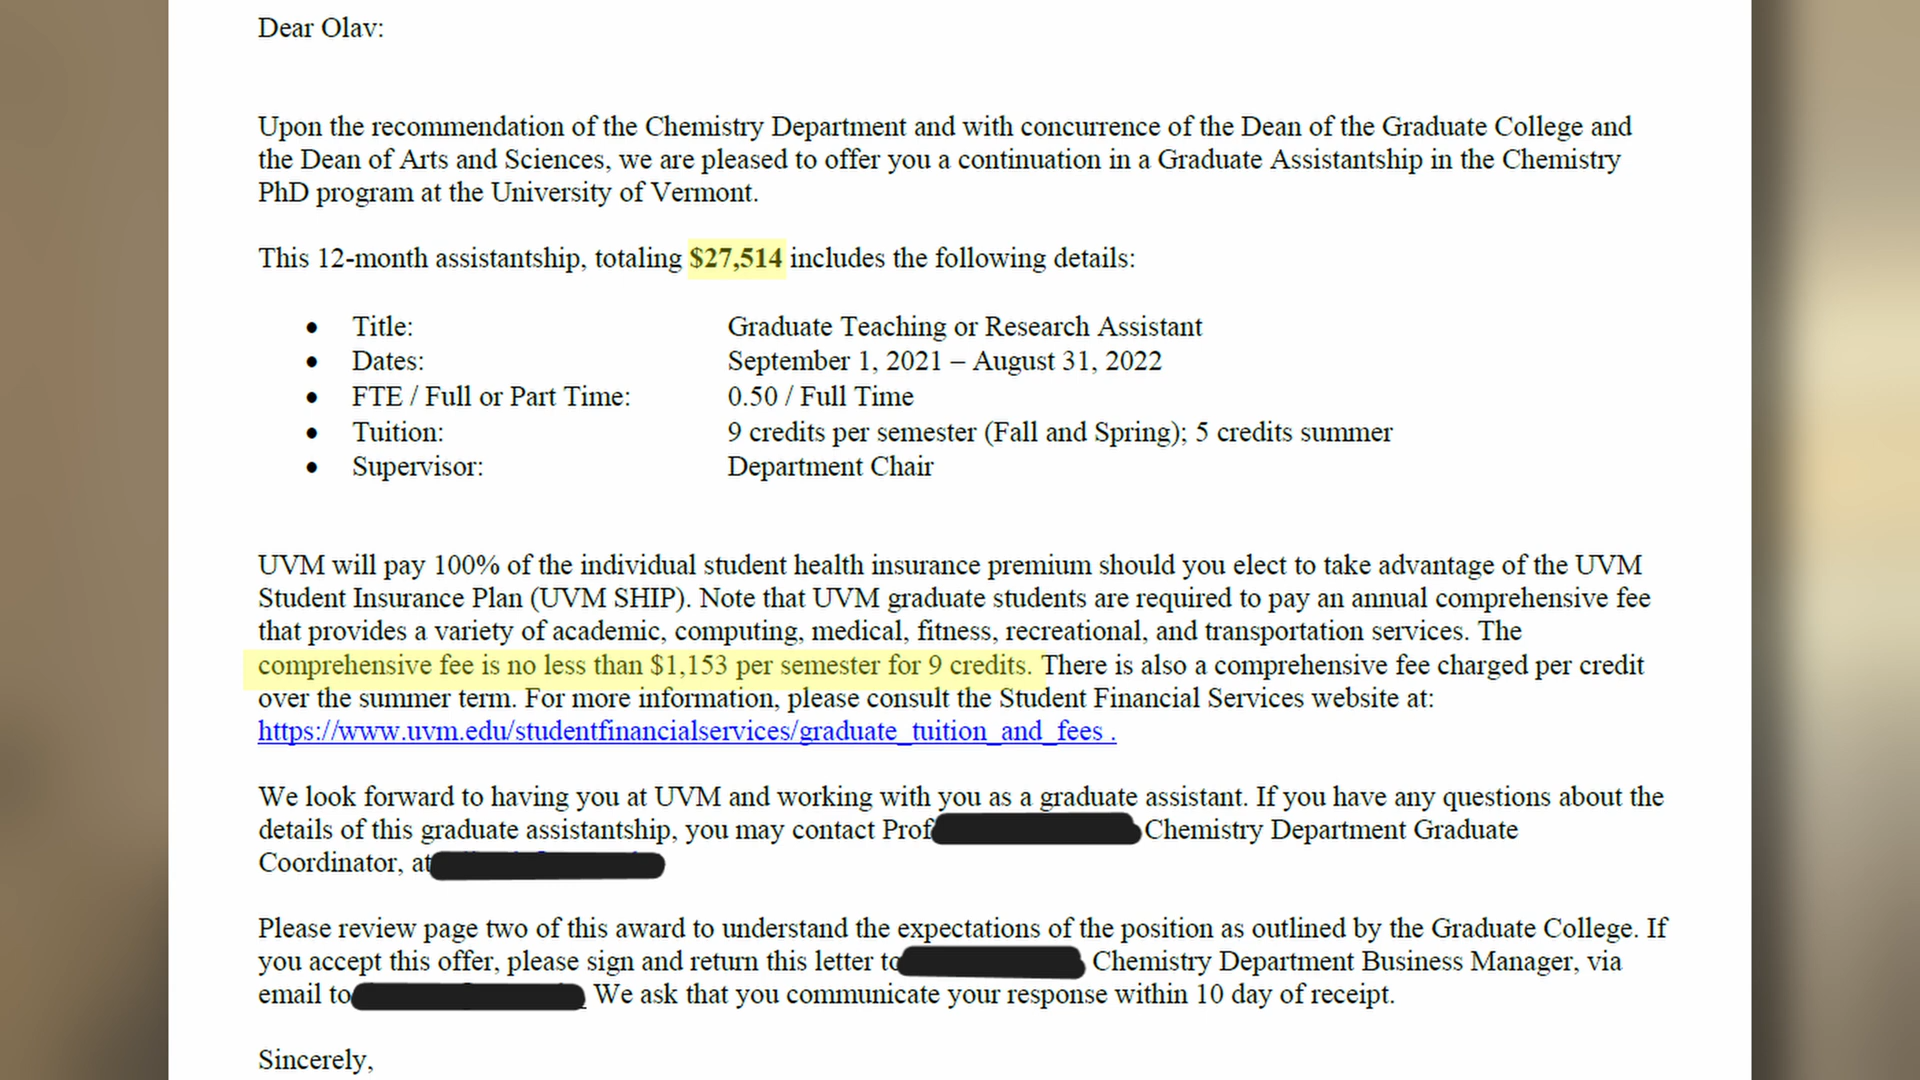 Dear Olav:
Upon the recommendation of the Chemistry Department and with concurrence of the Dean of the Graduate College and
the Dean of Arts and Sciences, we are pleased to offer you a continuation in a Graduate Assistantship in the Chemistry
PhD program at the University of Vermont.
This 12-month assistantship, totaling $27,514 includes the following details:
• Title: Graduate Teaching or Research Assistant
• Dates: September 1, 2021 – August 31, 2022
• FTE / Full or Part Time: 0.50 / Full Time
• Tuition: 9 credits per semester (Fall and Spring); 5 credits summer
• Supervisor: Department Chair
UVM will pay 100% of the individual student health insurance premium should you elect to take advantage of the UVM
Student Insurance Plan (UVM SHIP). Note that UVM graduate students are required to pay an annual comprehensive fee
that provides a variety of academic, computing, medical, fitness, recreational, and transportation services. The
comprehensive fee is no less than $1,153 per semester for 9 credits. There is also a comprehensive fee charged per credit
over the summer term. For more information, please consult the Student Financial Services website at:
https://www.uvm.edu/studentfinancialservices/graduate_tuition_and_fees .
We look forward to having you at UVM and working with you as a graduate assistant. If you have any questions about the
details of this graduate assistantship, you may contact Prof Chemistry Department Graduate
Coordinator, at
Please review page two of this award to understand the expectations of the position as outlined by the Graduate College. If
you accept this offer, please sign and return this letter to Chemistry Department Business Manager, via
email to We ask that you communicate your response within 10 day of receipt.
Sincerely,